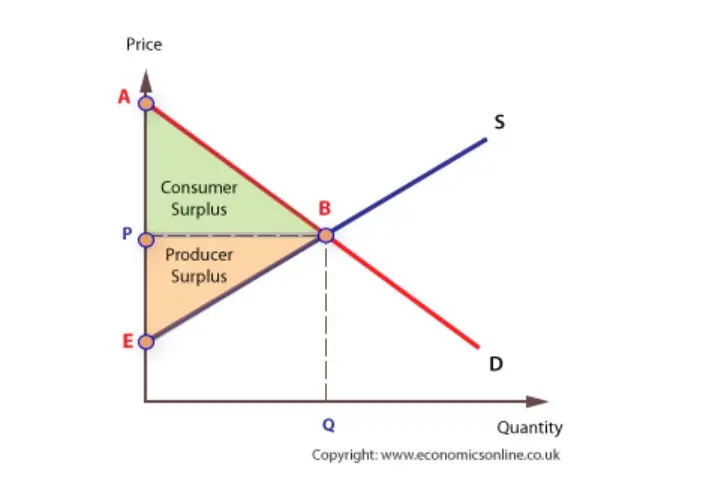 Price
A
S
Consumer
Surplus
B
P
Producer
Surplus
E
D
Q
Quantity
Copyright: www.economicsonline.co.uk